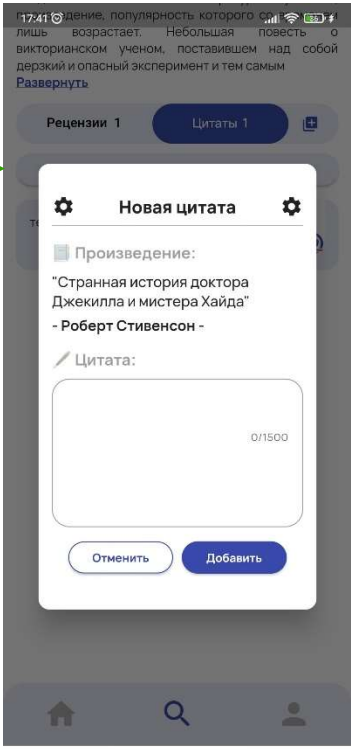 17:41
лишь возрастает. Небольшая повесть о
викторианском ученом, поставившем над собой
дерзкий и опасный эксперимент и тем самым
Развернуть
Рецензии 1
Цитаты 1
Новая цитата
Произведение:
"Странная история доктора
Джекилла и мистера Хайда"
- Роберт Стивенсон -
Цитата:
0/1500
Отменить
Добавить